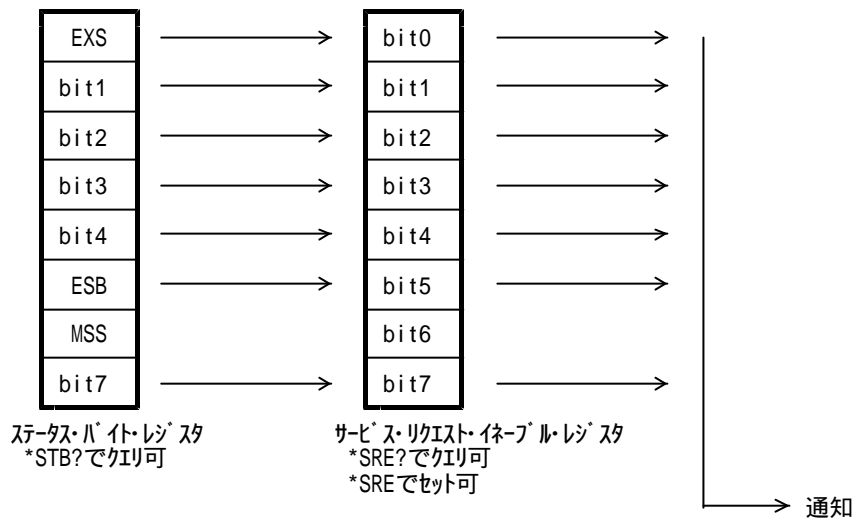 EXS bit0
bit1 bit1
bit2 bit2
bit3 bit3
bit4 bit4
ESB bit5
MSS bit6
bit7 bit7
ｽﾃｰﾀｽ･ﾊﾞｲﾄ･ﾚｼﾞｽﾀ
*STB?でｸｴﾘ可
ｻｰﾋﾞｽ･ﾘｸｴｽﾄ･ｲﾈｰﾌﾞﾙ･ﾚｼﾞｽﾀ
*SRE?でｸｴﾘ可
*SREでｾｯﾄ可
通知